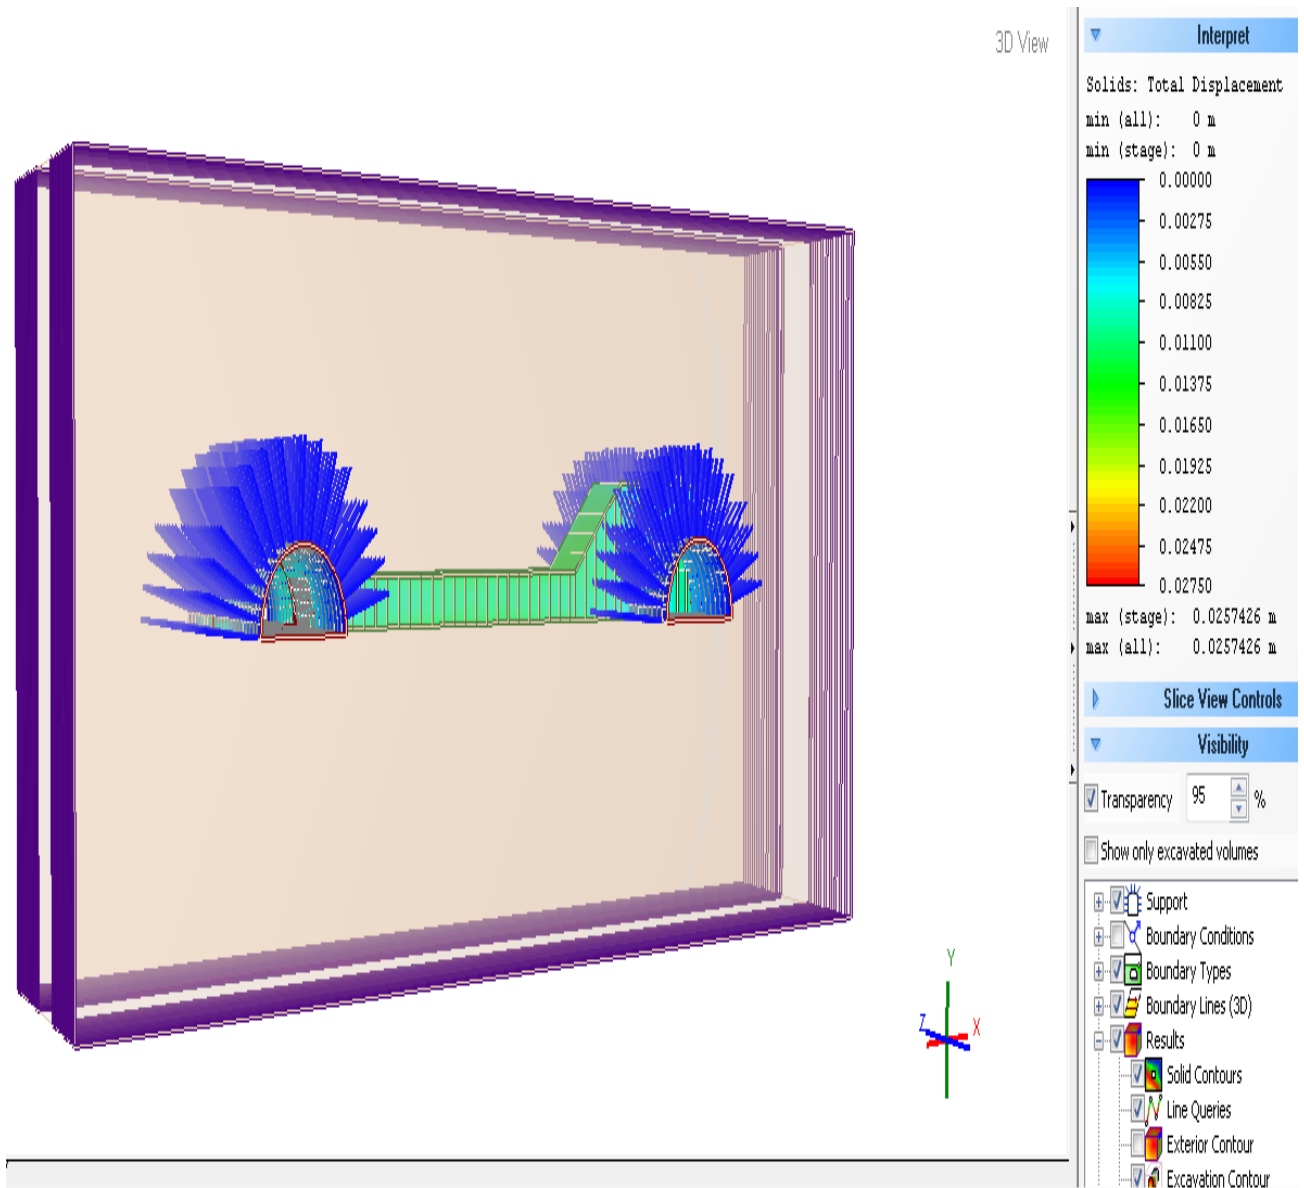 3D View
Interpret
Solids: Total Displacement
min (all): 0 m
min (stage): 0 m
0.00000
0.00275
0.00550
0.00825
0.01100
0.01375
0.01650
0.01925
0.02200
0.02475
0.02750
max (stage): 0.0257426 m
max (all): 0.0257426 m
Slice View Controls
Visibility
Transparency 95 %
Show only excavated volumes
Support
Boundary Conditions
Boundary Types
Boundary Lines (3D)
Results
Solid Contours
Line Queries
Exterior Contour
Excavation Contour
Y
Z
X